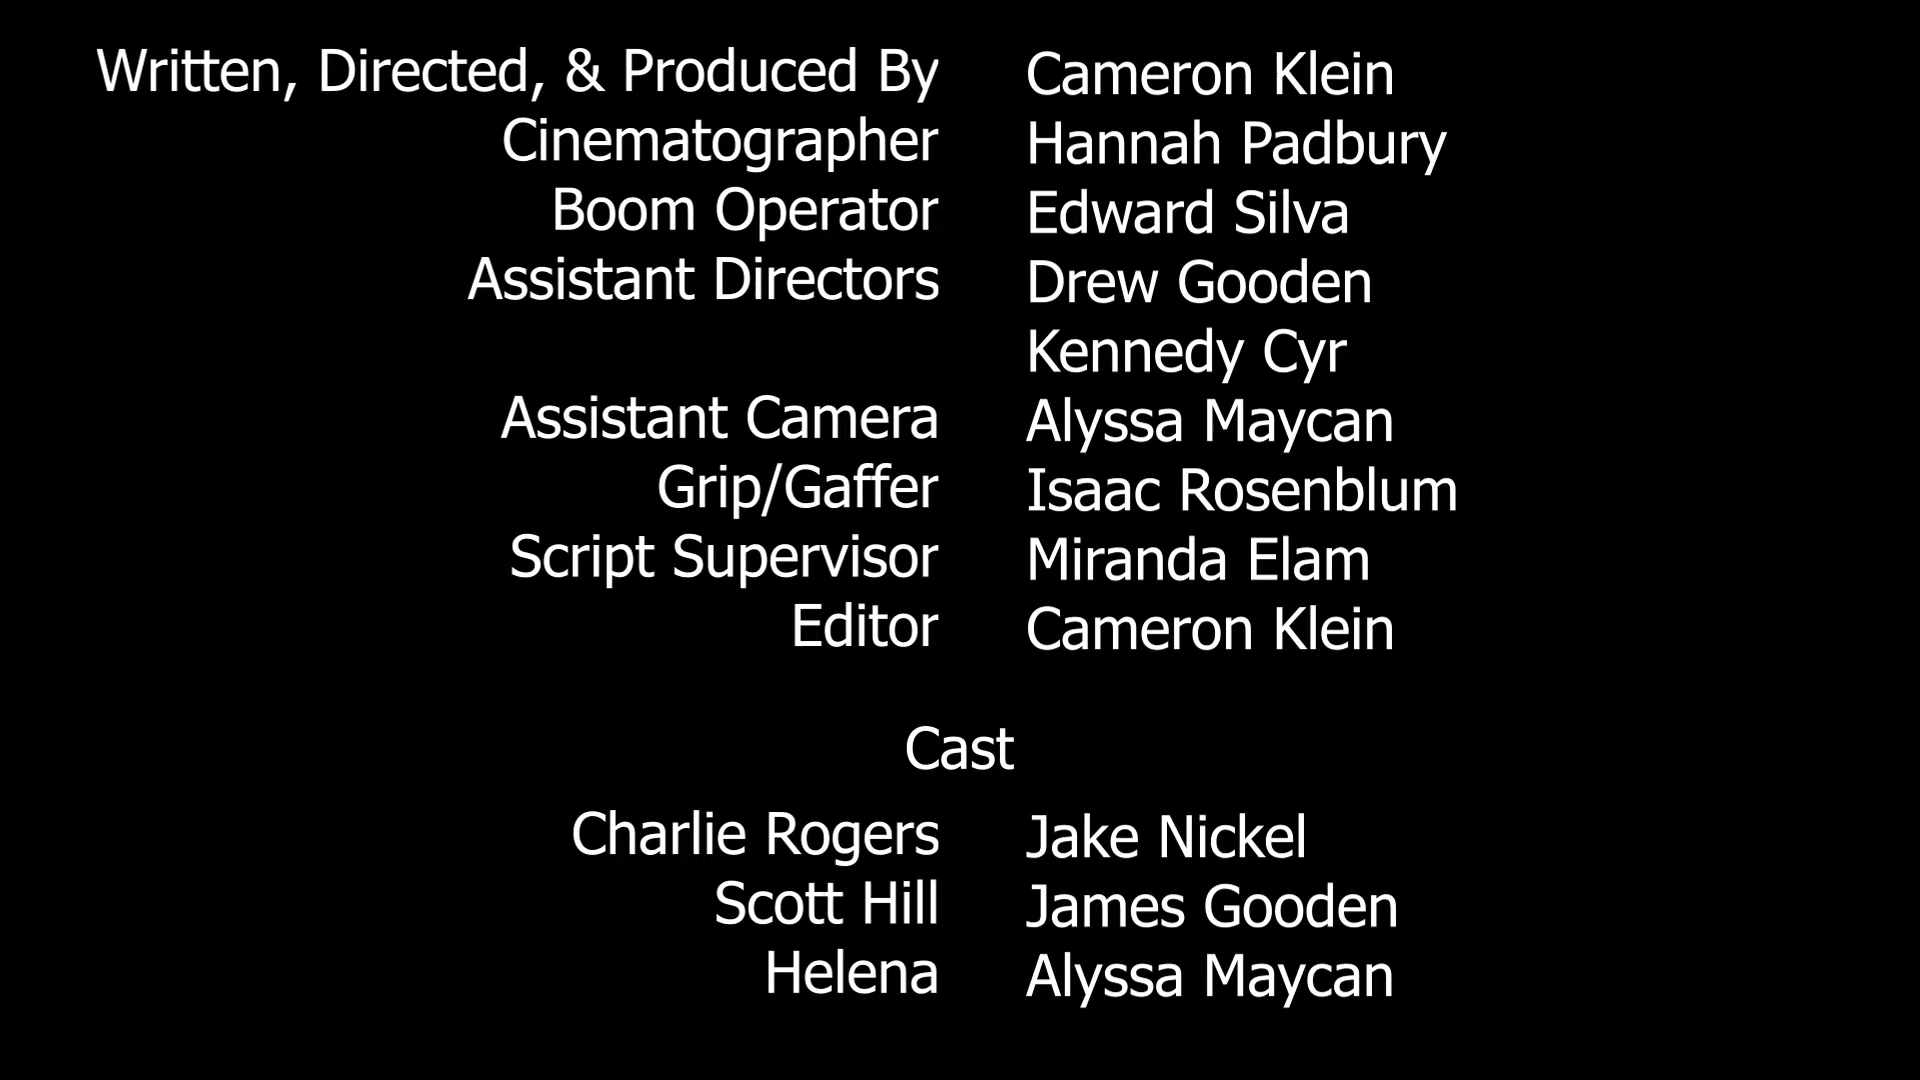 Written, Directed, & Produced By Cameron Klein
Cinematographer Hannah Padbury
Boom Operator Edward Silva
Assistant Directors Drew Gooden
Kennedy Cyr
Assistant Camera Alyssa Maycan
Grip/Gaffer Isaac Rosenblum
Script Supervisor Miranda Elam
Editor Cameron Klein
Cast
Charlie Rogers Jake Nickel
Scott Hill James Gooden
Helena Alyssa Maycan